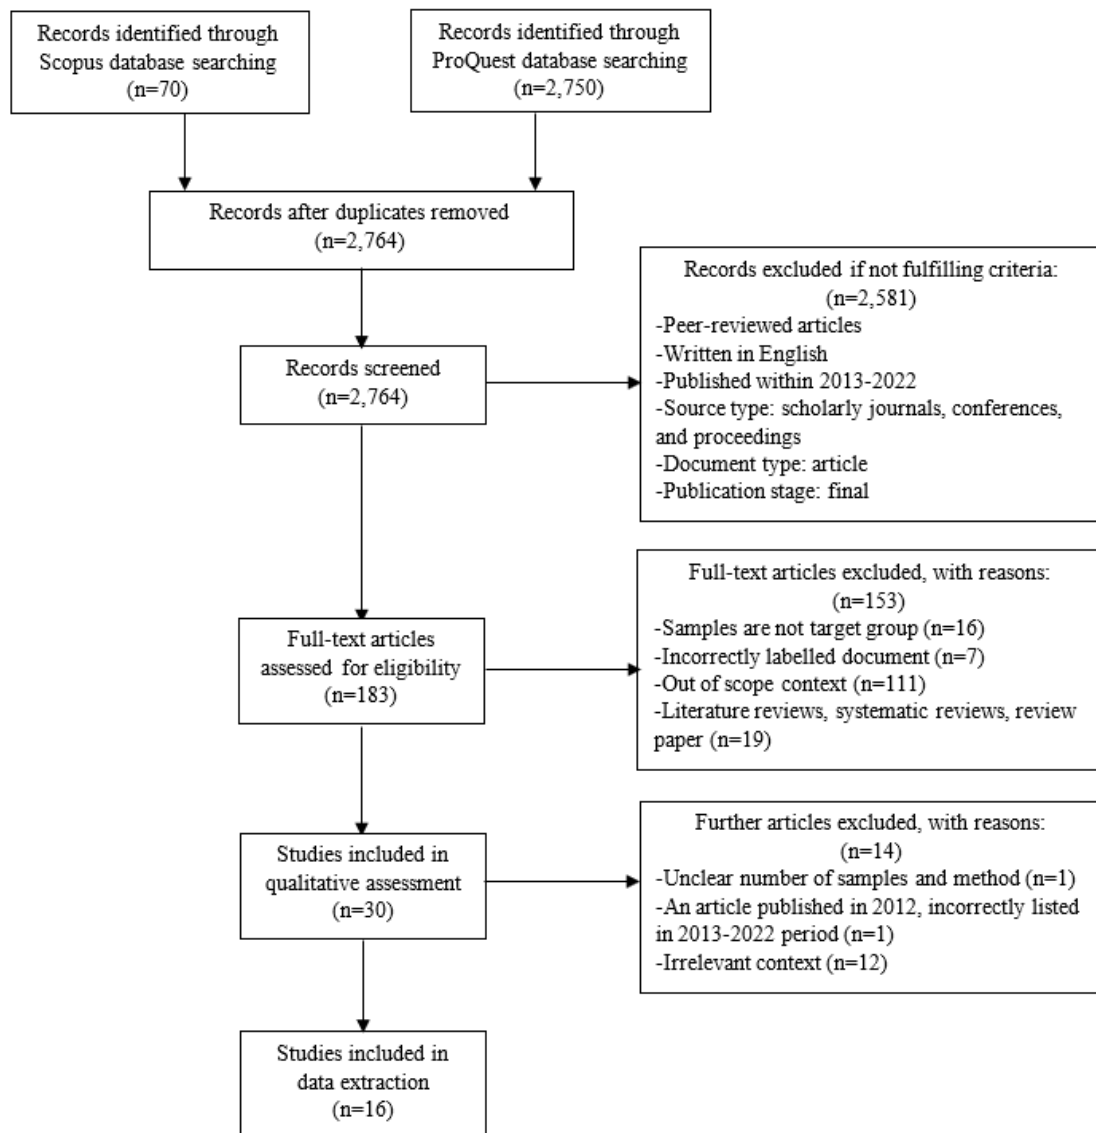 Records identified through
Scopus database searching
(n=70)
Records identified through
ProQuest database searching
(n=2,750)
Records after duplicates removed
(n=2,764)
Records excluded if not fulfilling criteria:
(n=2,581)
-Peer-reviewed articles
-Written in English
-Published within 2013-2022
-Source type: scholarly journals, conferences,
and proceedings
-Document type: article
-Publication stage: final
Records screened
(n=2,764)
Full-text articles excluded, with reasons:
(n=153)
-Samples are not target group (n=16)
-Incorrectly labelled document (n=7)
-Out of scope context (n=111)
-Literature reviews, systematic reviews, review
paper (n=19)
Full-text articles
assessed for eligibility
(n=183)
Further articles excluded, with reasons:
(n=14)
-Unclear number of samples and method (n=1)
-An article published in 2012, incorrectly listed
in 2013-2022 period (n=1)
-Irrelevant context (n=12)
Studies included in
qualitative assessment
(n=30)
Studies included in
data extraction
(n=16)